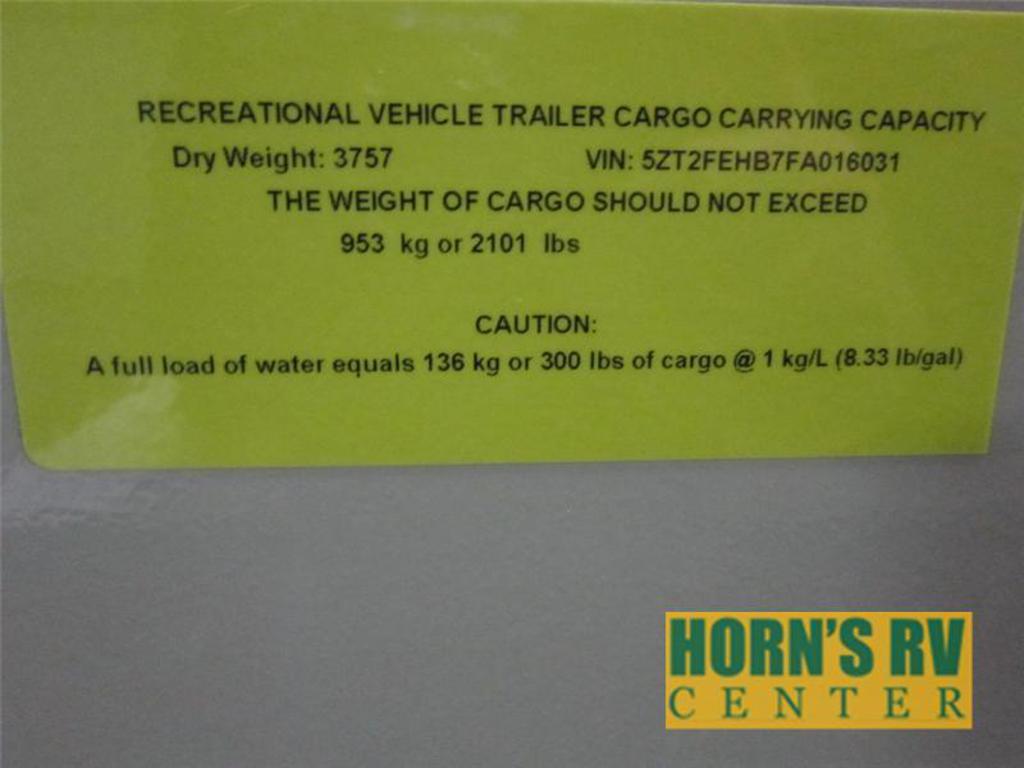 RECREATIONAL VEHICLE TRAILER CARGO CARRYING CAPACITY
Dry Weight: 3757 VIN: 5ZT2FEHB7FA016031
THE WEIGHT OF CARGO SHOULD NOT EXCEED
953 kg or 2101 lbs
CAUTION:
A full load of water equals 136 kg or 300 lbs of cargo @ 1 kg/L (8.33 lb/gal)
HORN'S RV
CENTER